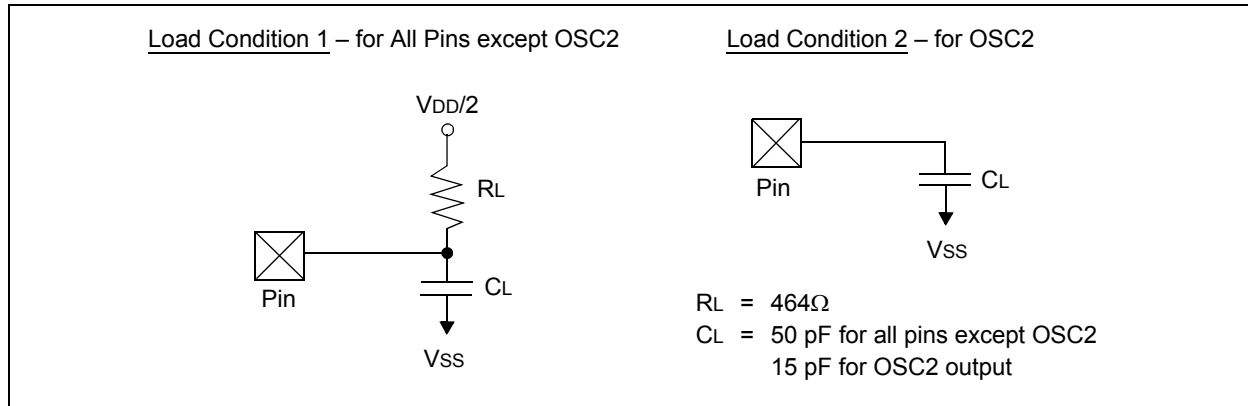 Load Condition 1 – for All Pins except OSC2
VDD/2
RL
Pin
CL
VSS
Load Condition 2 – for OSC2
Pin
CL
VSS
RL = 464Ω
CL = 50 pF for all pins except OSC2
15 pF for OSC2 output